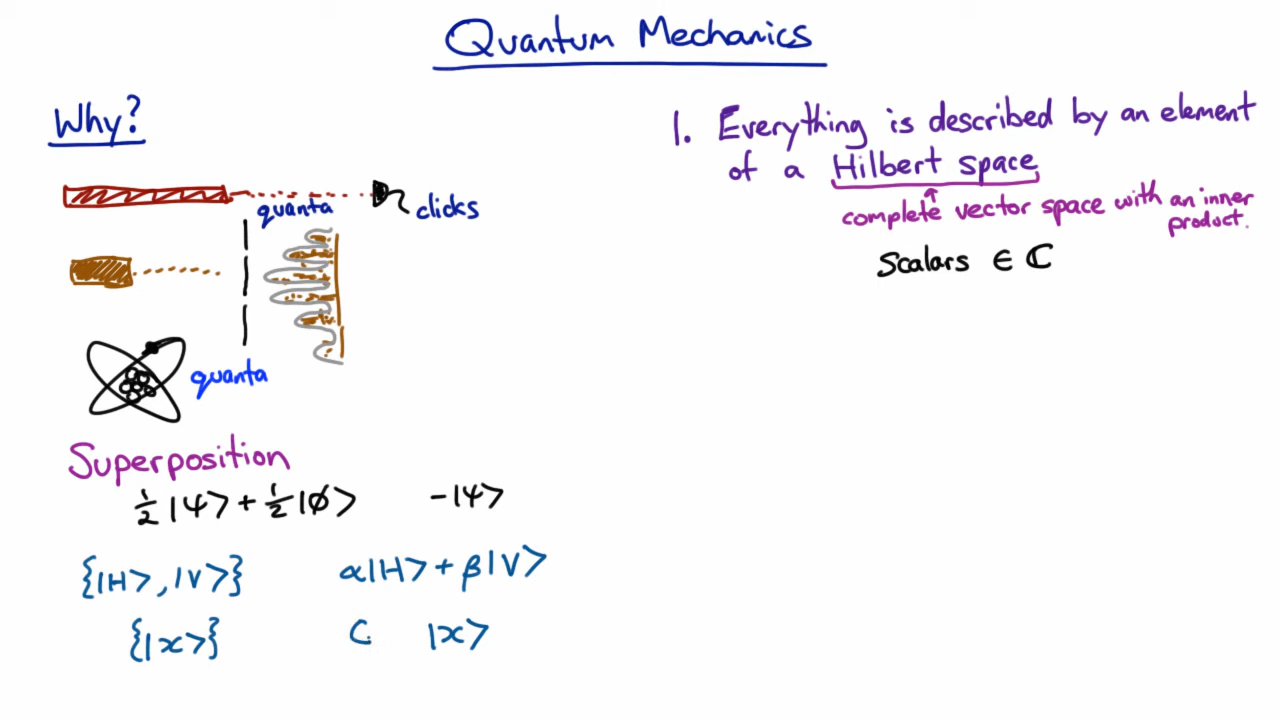 Quantum Mechanics
Why?
quanta
clicks
quanta
Superposition
½|ψ> + ½|φ>    -|ψ>
{|H>, |V>}    α|H> + β|V>
{|x>}    C    |x>
1. Everything is described by an element
of a Hilbert space
complete vector space with an inner
product.
Scalars ∈ ℂ